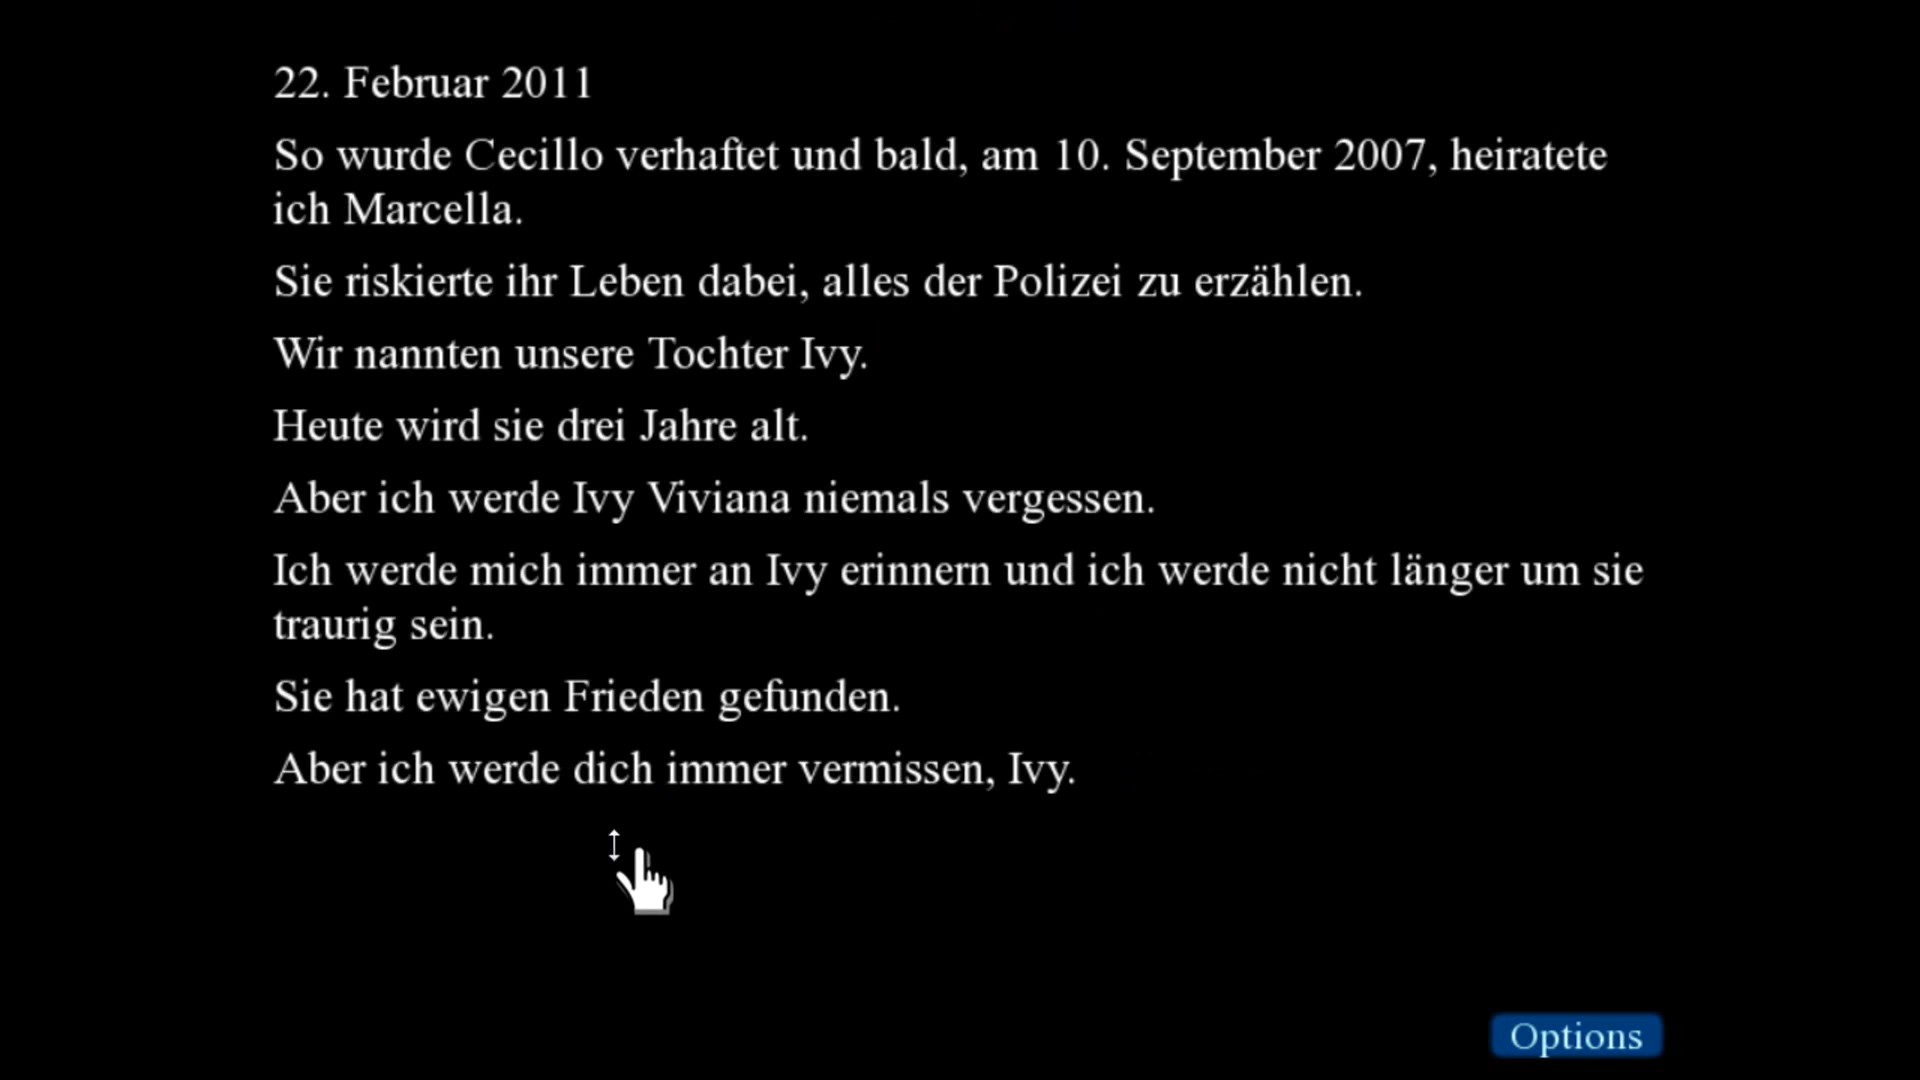 22. Februar 2011
So wurde Cecillo verhaftet und bald, am 10. September 2007, heiratete
ich Marcella.
Sie riskierte ihr Leben dabei, alles der Polizei zu erzählen.
Wir nannten unsere Tochter Ivy.
Heute wird sie drei Jahre alt.
Aber ich werde Ivy Viviana niemals vergessen.
Ich werde mich immer an Ivy erinnern und ich werde nicht länger um sie
traurig sein.
Sie hat ewigen Frieden gefunden.
Aber ich werde dich immer vermissen, Ivy.
Options